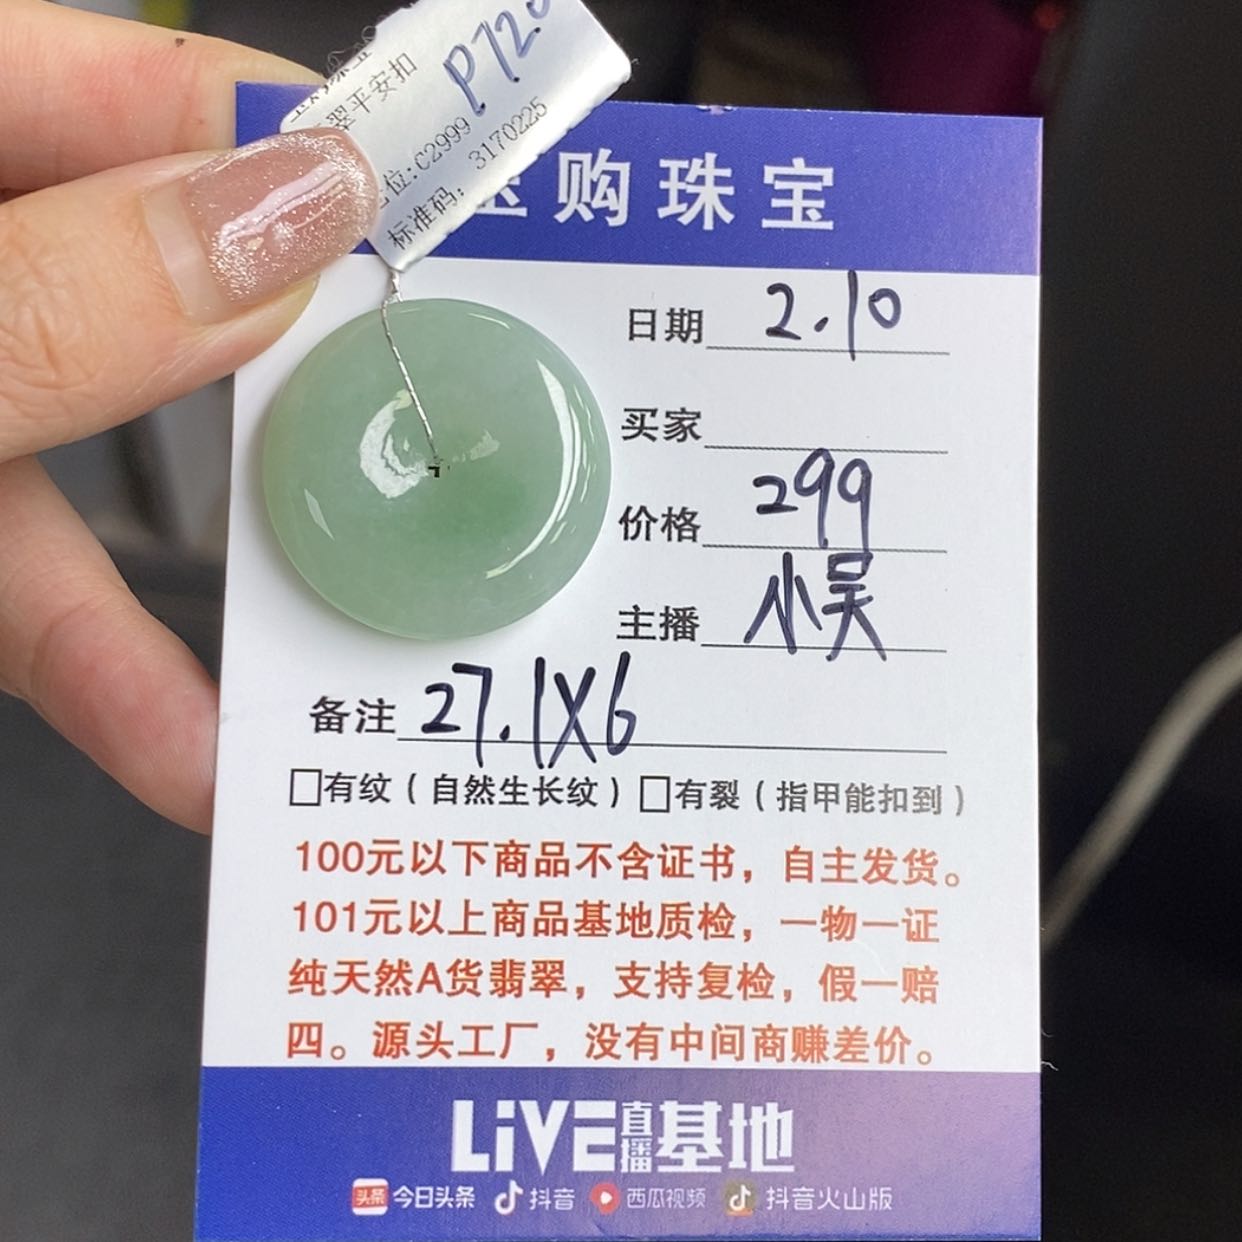 P720
翠平安扣
位:C2999
标准码: 3170225
购珠宝
日期 2.10
买家
价格 299
主播 小吴
备注 27.1X6
□有纹（自然生长纹）□有裂（指甲能扣到）
100元以下商品不含证书，自主发货。
101元以上商品基地质检，一物一证
纯天然A货翡翠，支持复检，假一赔
四。源头工厂，没有中间商赚差价。
LiVE直播基地
头条 今日头条 抖音 西瓜视频 抖音火山版